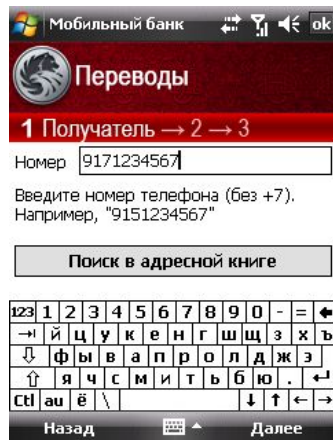 Мобильный банк ok
Переводы
1 Получатель → 2 → 3
Номер 9171234567
Введите номер телефона (без +7).
Например, "9151234567"
Поиск в адресной книге
123 1 2 3 4 5 6 7 8 9 0 - =
й ц у к е н г ш щ з х ъ
ф ы в а п р о л д ж э
я ч с м и т ь б ю .
Ctl au ё \
Назад Далее